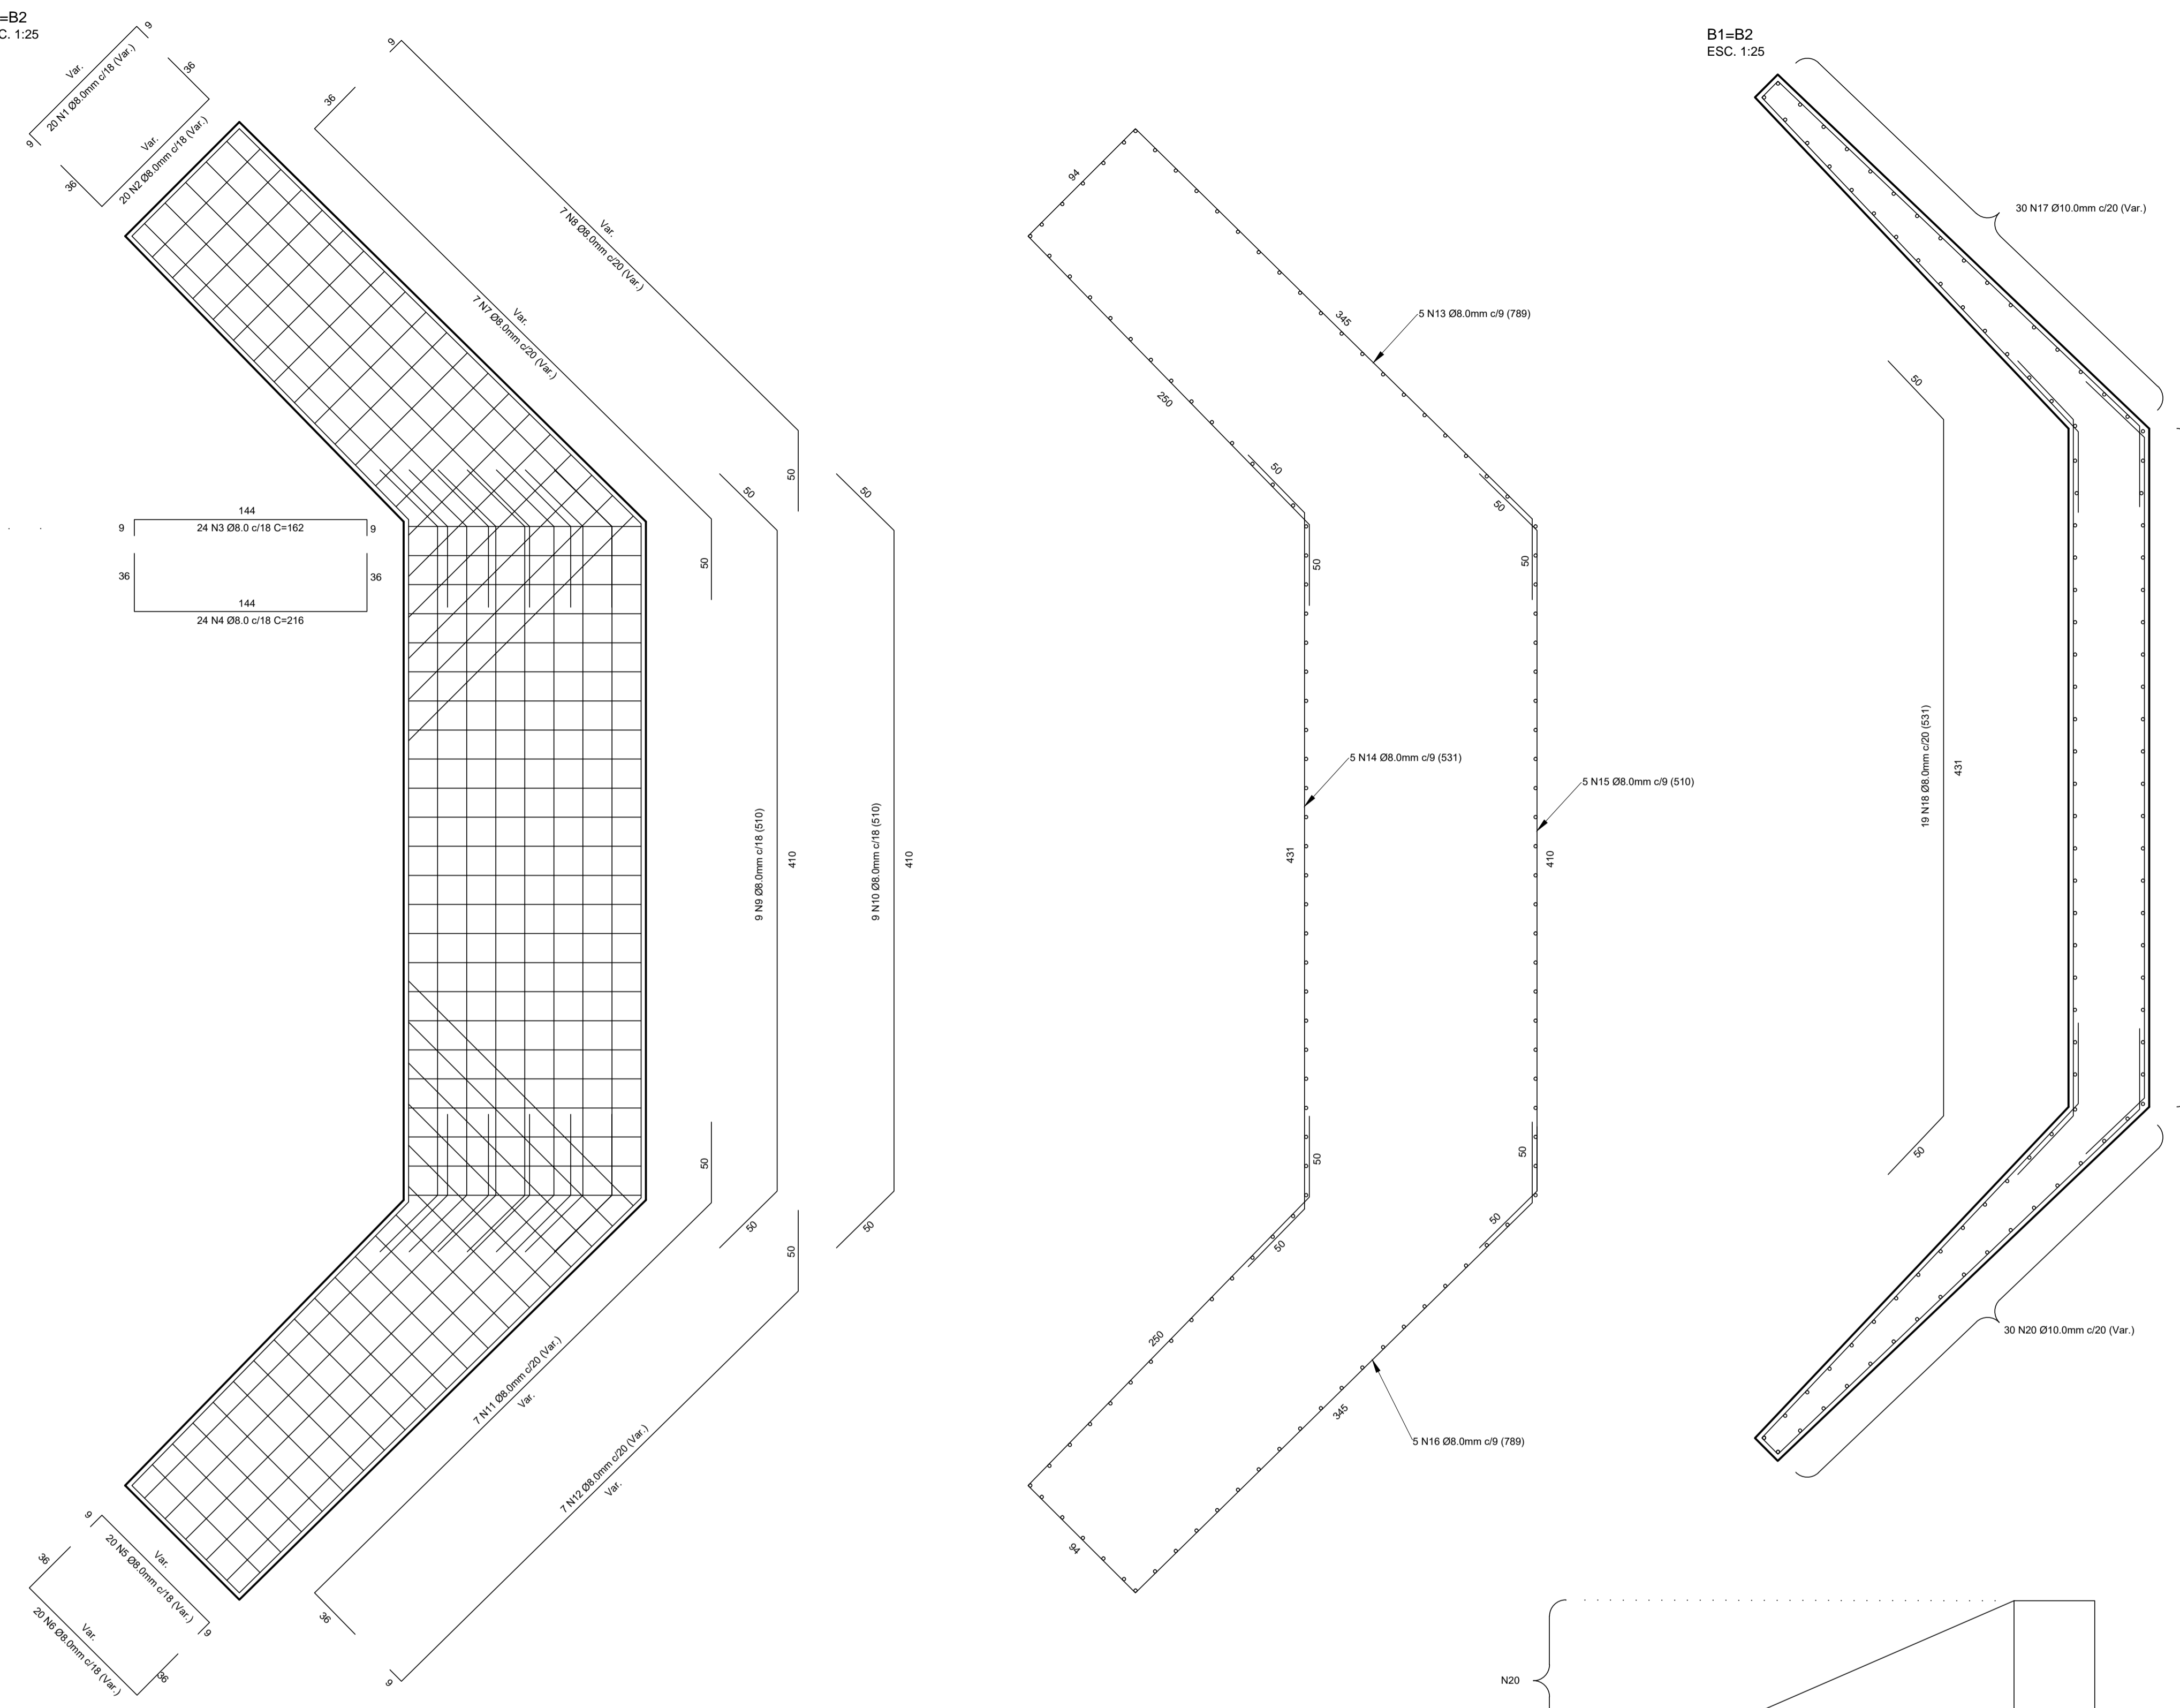 =B2
C. 1:25
9
Var.
20 N1 Ø8.0mm c/18 (Var.)
9
36
Var.
20 N2 Ø8.0mm c/18 (Var.)
36
9
36
Var.
7 N8 Ø8.0mm c/20 (Var.)
Var.
7 N7 Ø8.0mm c/20 (Var.)
50
50
144
9
24 N3 Ø8.0 c/18 C=162
9
36
36
144
24 N4 Ø8.0 c/18 C=216
50
50
9 N9 Ø8.0mm c/18 (510)
410
9 N10 Ø8.0mm c/18 (510)
410
50
50
50
50
7 N11 Ø8.0mm c/20 (Var.)
Var.
7 N12 Ø8.0mm c/20 (Var.)
Var.
36
9
9
Var.
20 N5 Ø8.0mm c/18 (Var.)
9
36
Var.
20 N6 Ø8.0mm c/18 (Var.)
36
94
345
5 N13 Ø8.0mm c/9 (789)
250
50
50
50
50
5 N14 Ø8.0mm c/9 (531)
431
5 N15 Ø8.0mm c/9 (510)
410
50
50
50
50
250
345
5 N16 Ø8.0mm c/9 (789)
94
B1=B2
ESC. 1:25
30 N17 Ø10.0mm c/20 (Var.)
50
19 N18 Ø8.0mm c/20 (531)
431
50
30 N20 Ø10.0mm c/20 (Var.)
N20